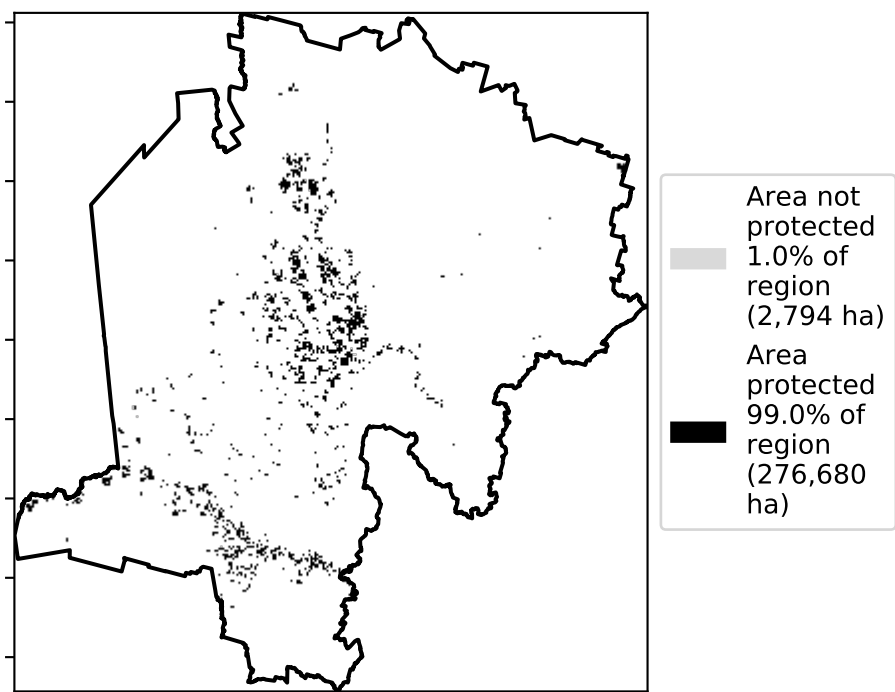 Area not
protected
1.0% of
region
(2,794 ha)
Area
protected
99.0% of
region
(276,680
ha)